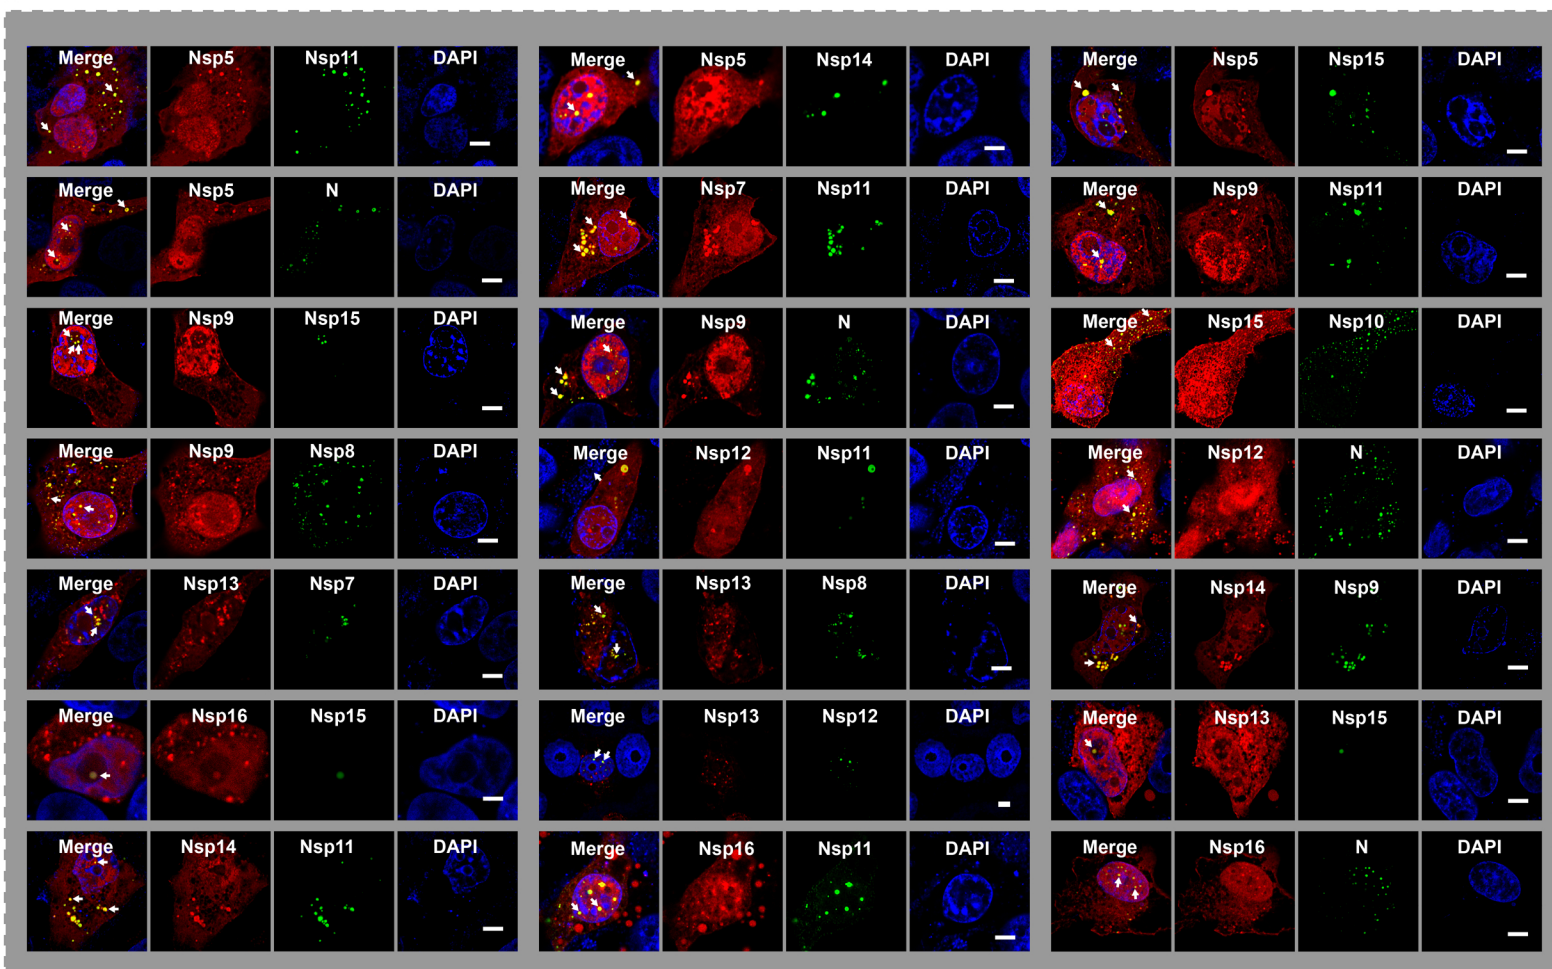 Merge Nsp5 Nsp11 DAPI Merge Nsp5 Nsp14 DAPI Merge Nsp5 Nsp15 DAPI
Merge Nsp5 N DAPI Merge Nsp7 Nsp11 DAPI Merge Nsp9 Nsp11 DAPI
Merge Nsp9 Nsp15 DAPI Merge Nsp9 N DAPI Merge Nsp15 Nsp10 DAPI
Merge Nsp9 Nsp8 DAPI Merge Nsp12 Nsp11 DAPI Merge Nsp12 N DAPI
Merge Nsp13 Nsp7 DAPI Merge Nsp13 Nsp8 DAPI Merge Nsp14 Nsp9 DAPI
Merge Nsp16 Nsp15 DAPI Merge Nsp13 Nsp12 DAPI Merge Nsp13 Nsp15 DAPI
Merge Nsp14 Nsp11 DAPI Merge Nsp16 Nsp11 DAPI Merge Nsp16 N DAPI